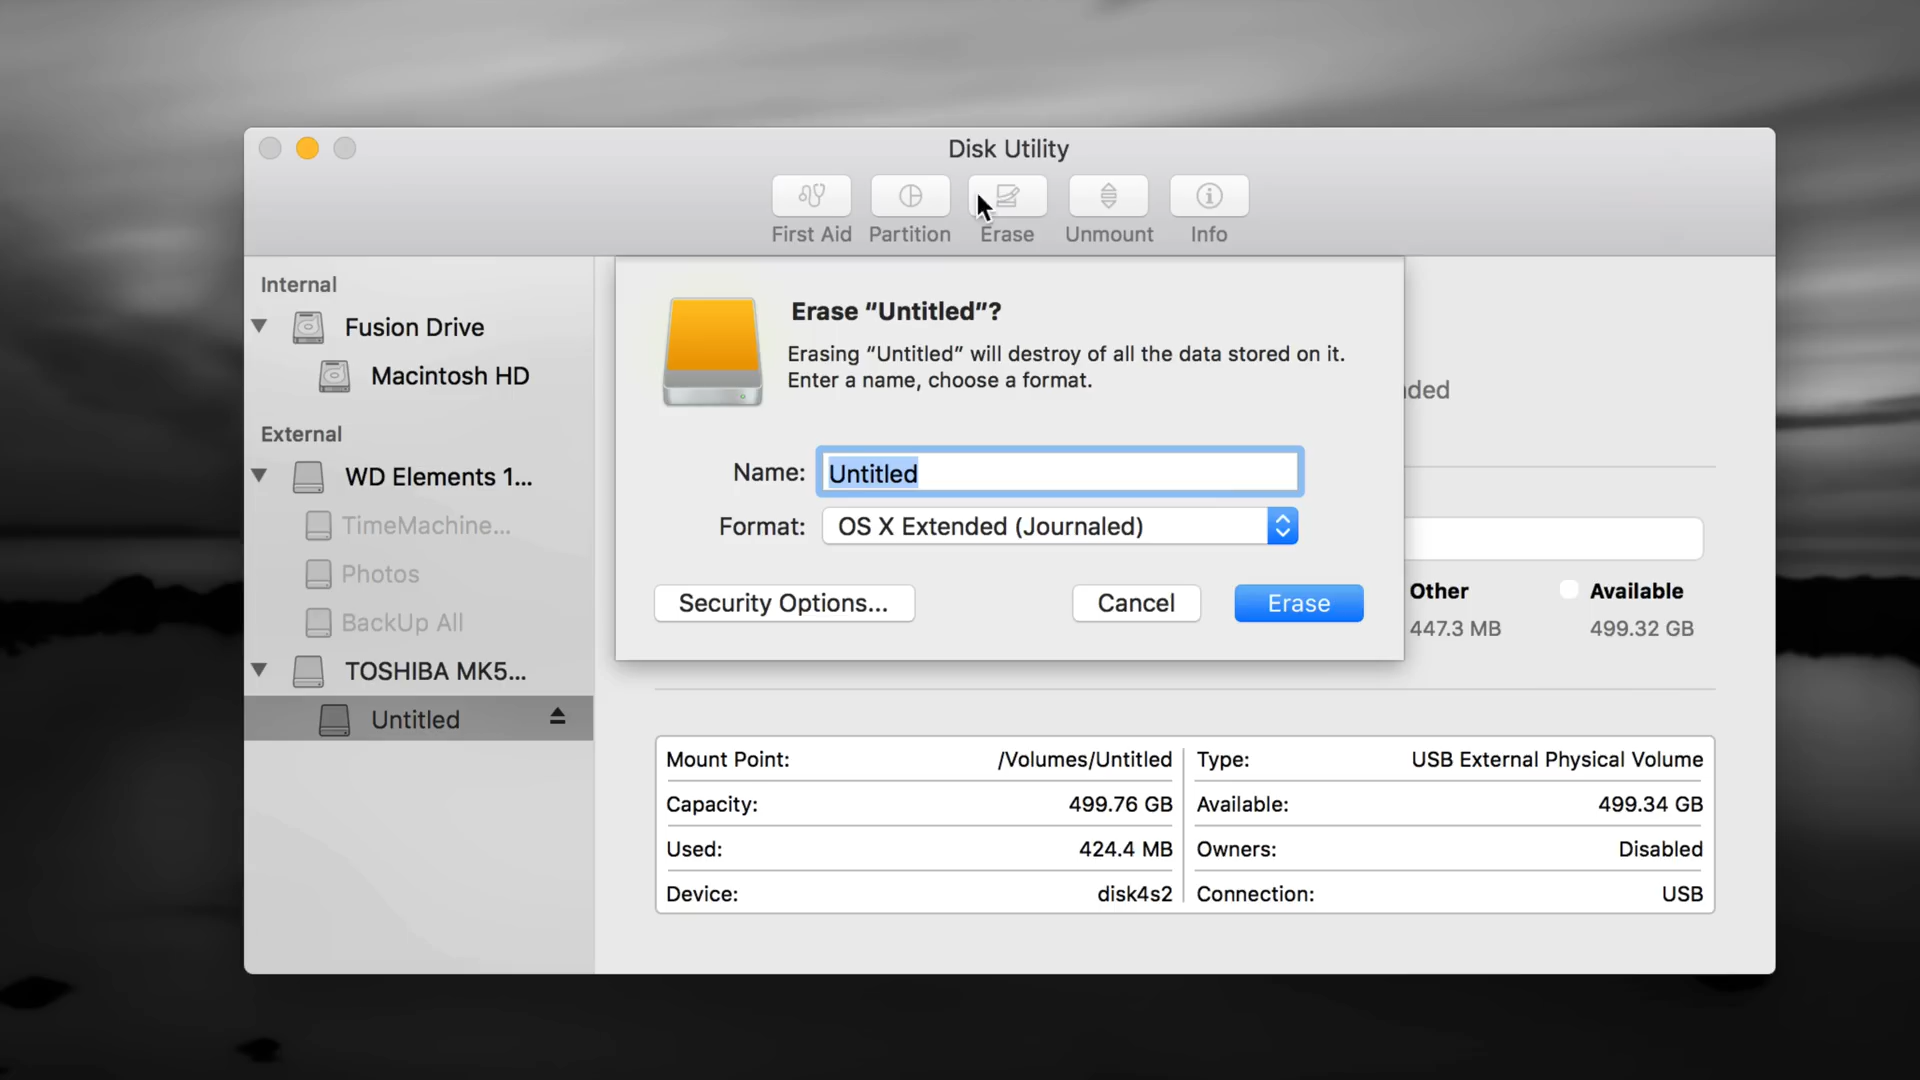 Disk Utility
First Aid
Partition
Erase
Unmount
Info
Internal
Fusion Drive
Macintosh HD
External
WD Elements 1...
TimeMachine...
Photos
BackUp All
TOSHIBA MK5...
Untitled
Erase “Untitled”?
Erasing “Untitled” will destroy of all the data stored on it.
Enter a name, choose a format.
Name: Untitled
Format: OS X Extended (Journaled)
Security Options...
Cancel
Erase
Other
447.3 MB
Available
499.32 GB
Mount Point: /Volumes/Untitled
Capacity: 499.76 GB
Used: 424.4 MB
Device: disk4s2
Type: USB External Physical Volume
Available: 499.34 GB
Owners: Disabled
Connection: USB